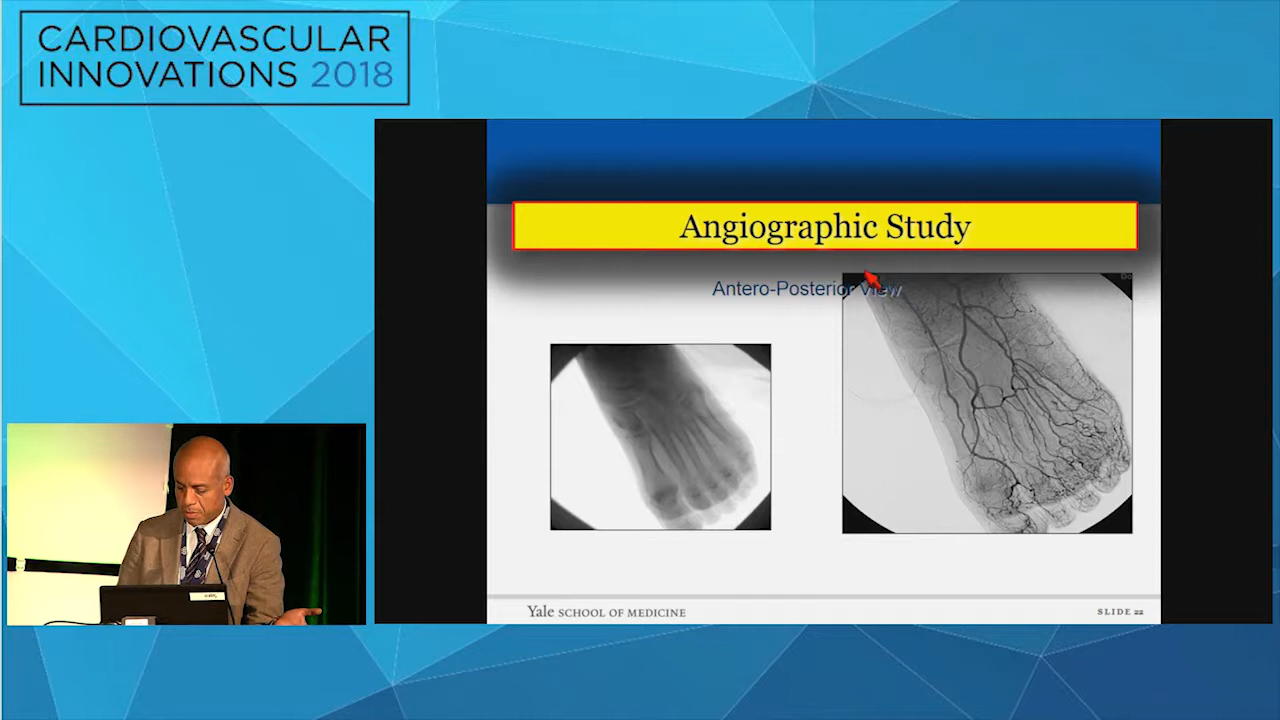 CARDIOVASCULAR
INNOVATIONS 2018
Angiographic Study
Antero-Posterior View
Yale SCHOOL OF MEDICINE
SLIDE 22